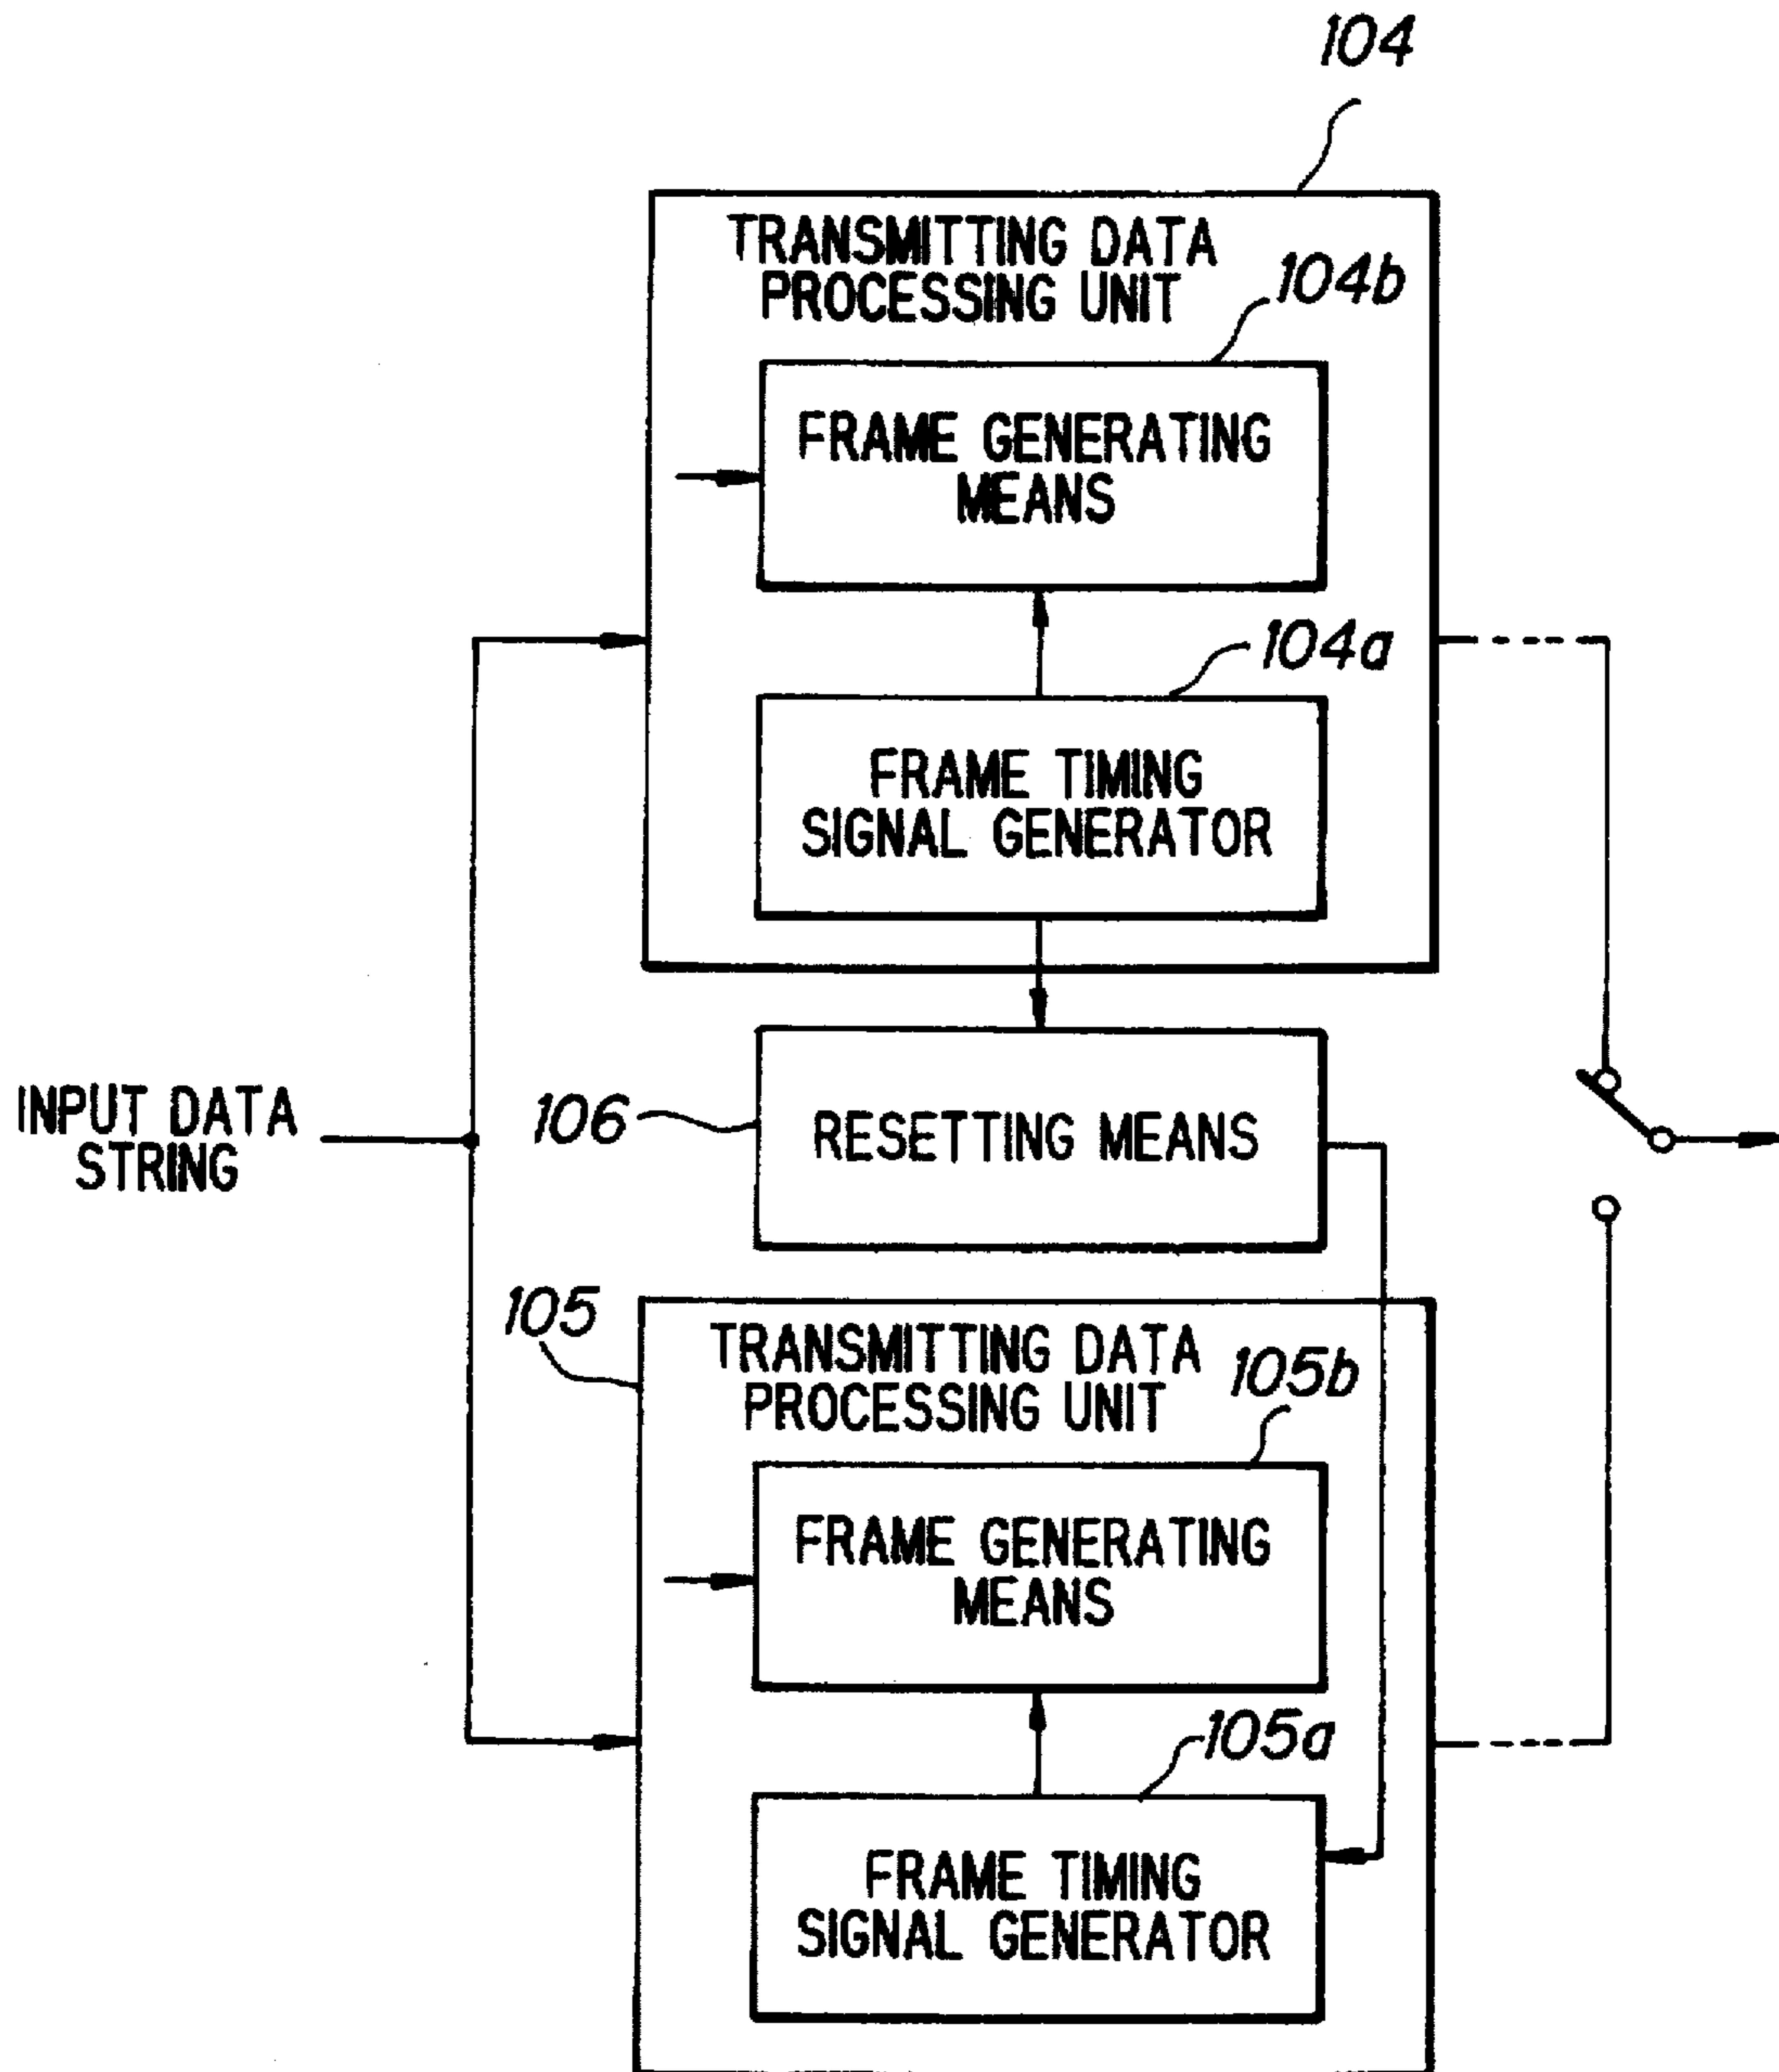 104
TRANSMITTING DATA
PROCESSING UNIT
104b
FRAME GENERATING
MEANS
104a
FRAME TIMING
SIGNAL GENERATOR
INPUT DATA
STRING
106
RESETTING MEANS
105
TRANSMITTING DATA
PROCESSING UNIT
105b
FRAME GENERATING
MEANS
105a
FRAME TIMING
SIGNAL GENERATOR